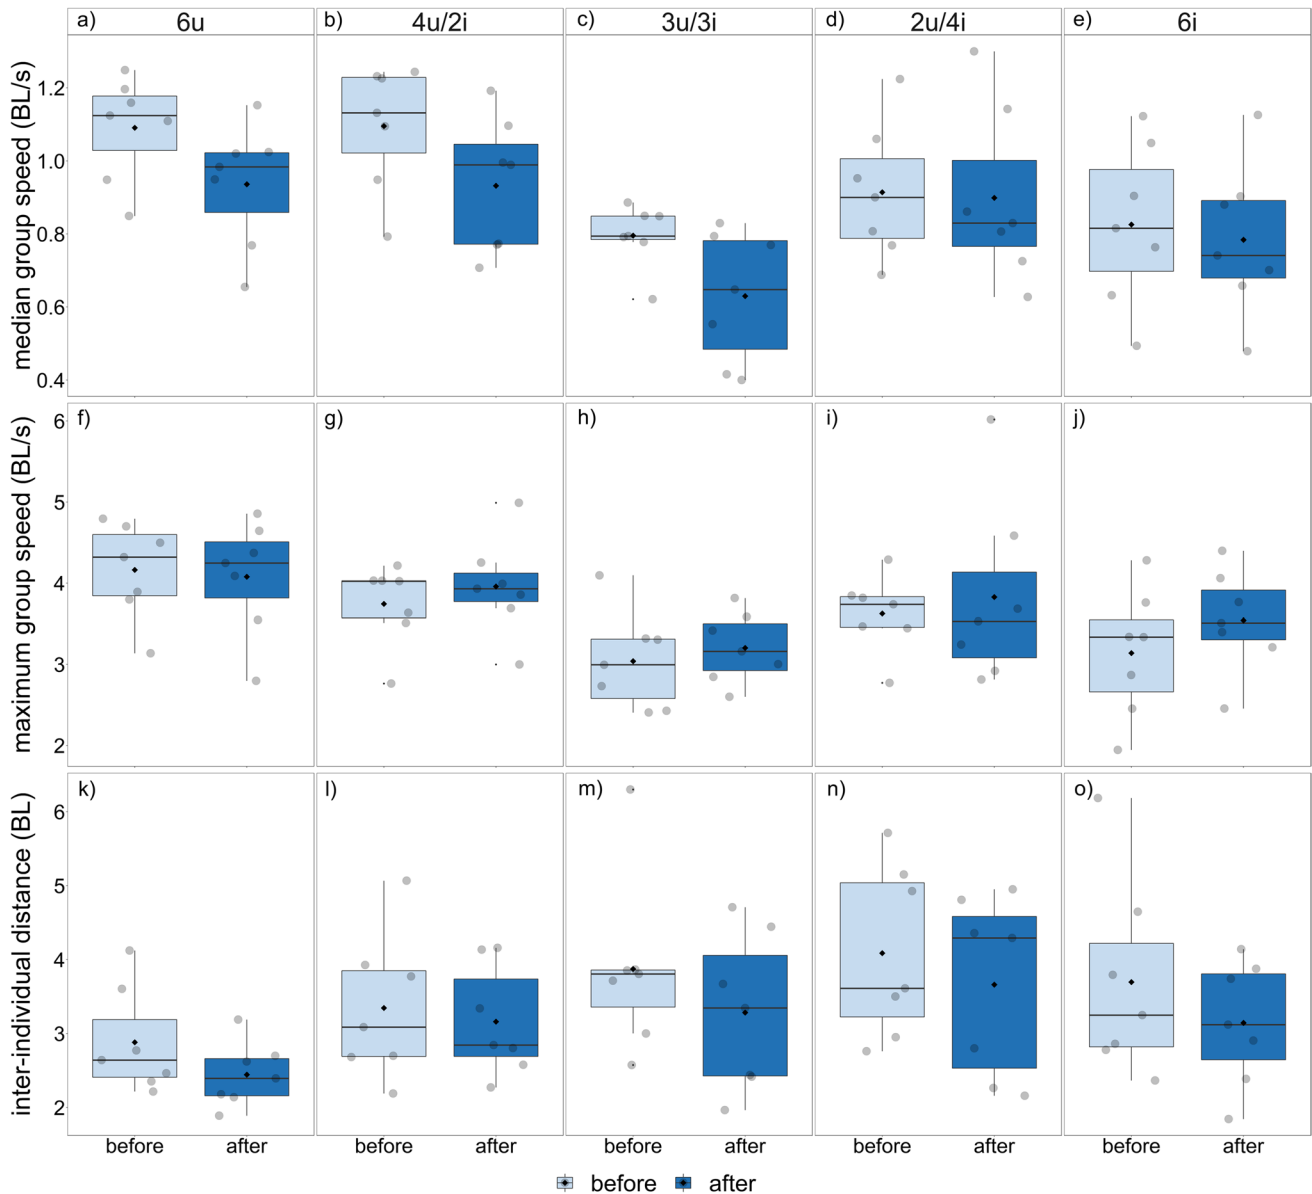 a) 6u b) 4u/2i c) 3u/3i d) 2u/4i e) 6i
median group speed (BL/s)
1.2
1.0
0.8
0.6
0.4
f) g) h) i) j)
maximum group speed (BL/s)
6
5
4
3
2
k) l) m) n) o)
inter-individual distance (BL)
6
5
4
3
2
before after before after before after before after before after
before after